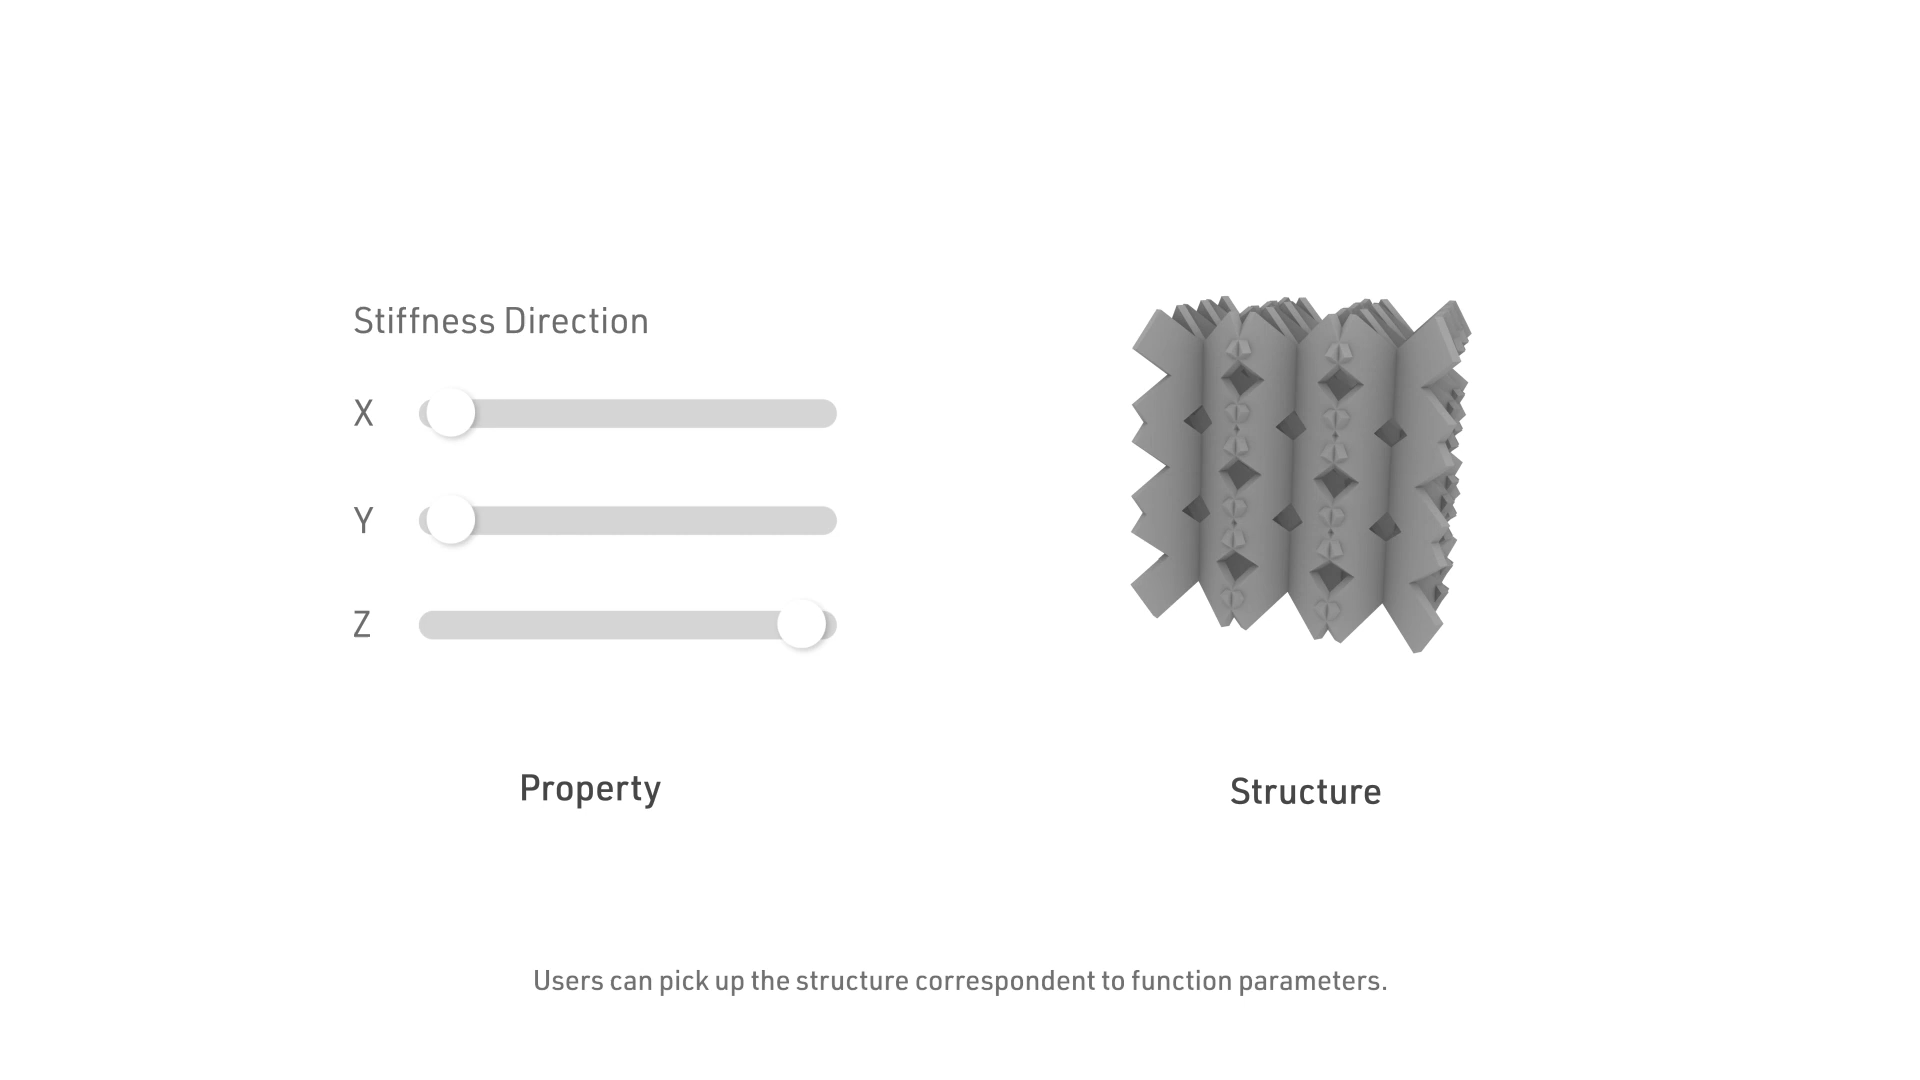 Stiffness Direction
X
Y
Z
Property
Structure
Users can pick up the structure correspondent to function parameters.